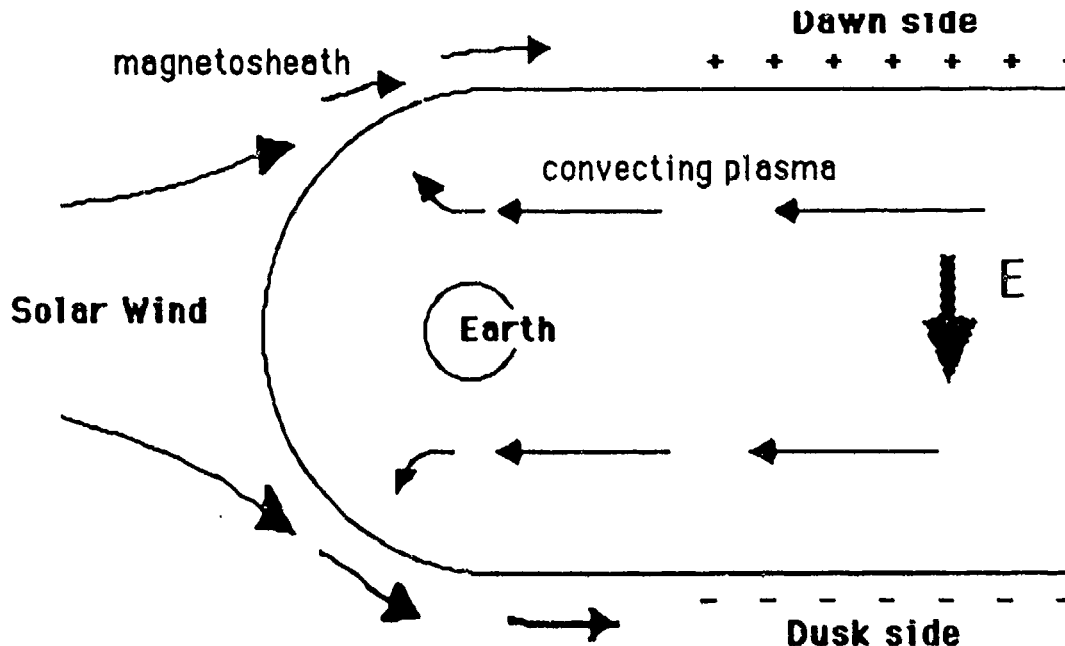 Dawn side
magnetosheath
+ + + + + + +
convecting plasma
E
Solar Wind
Earth
- - - - - - -
Dusk side